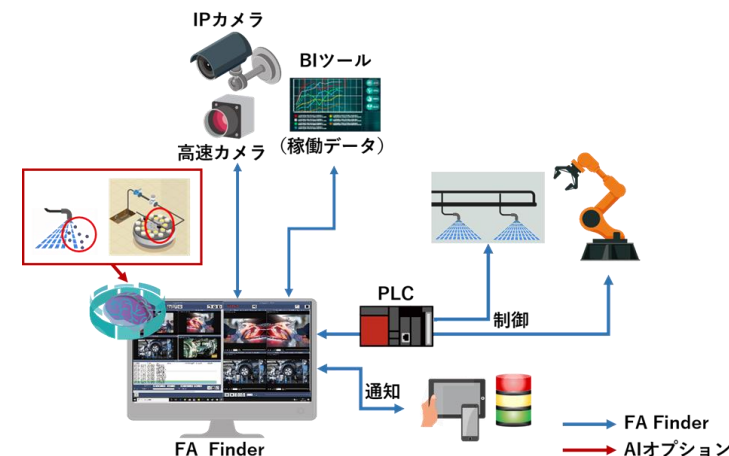 IPカメラ
BIツール
高速カメラ
(稼働データ)
PLC
制御
通知
FA Finder
FA Finder
AIオプション